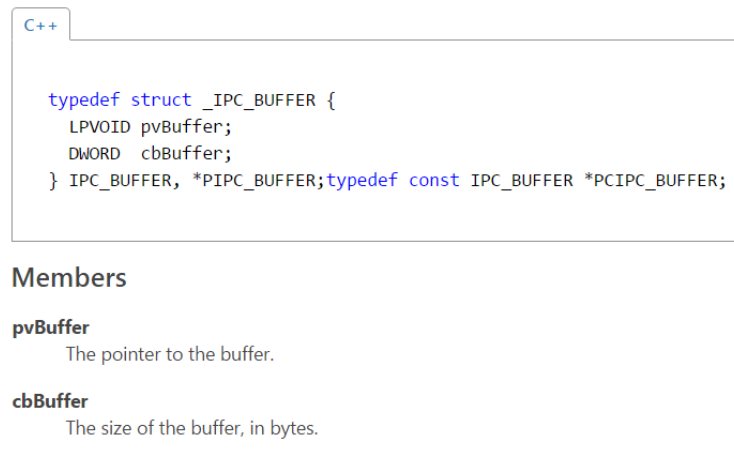 C++
typedef struct _IPC_BUFFER {
  LPVOID pvBuffer;
  DWORD  cbBuffer;
} IPC_BUFFER, *PIPC_BUFFER;typedef const IPC_BUFFER *PCIPC_BUFFER;
Members
pvBuffer
The pointer to the buffer.
cbBuffer
The size of the buffer, in bytes.